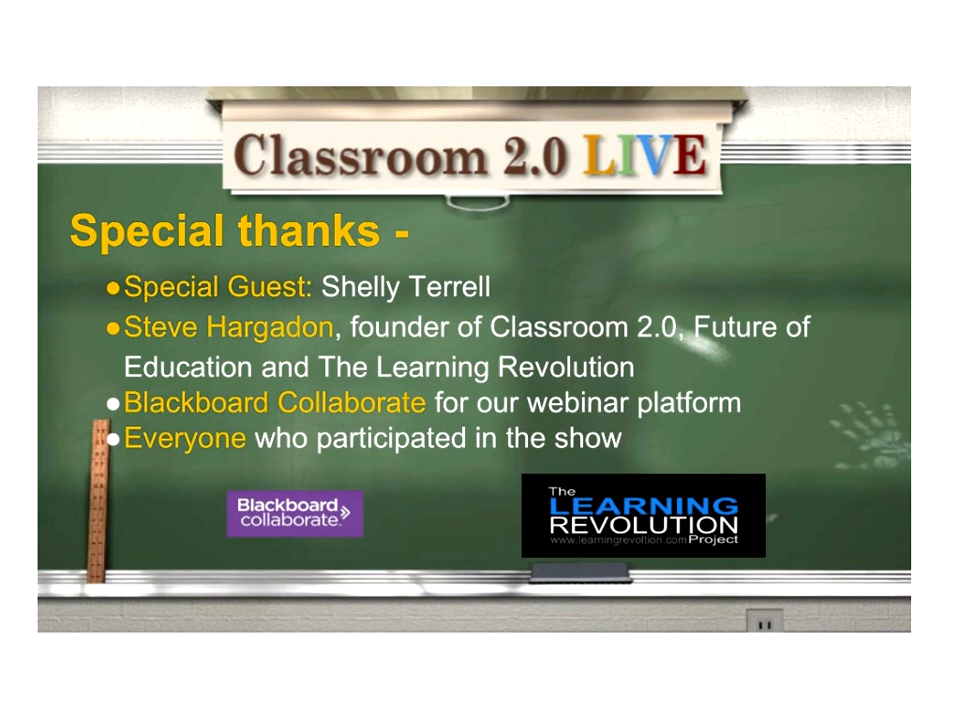 Classroom 2.0 LIVE
Special thanks -
●Special Guest: Shelly Terrell
●Steve Hargadon, founder of Classroom 2.0, Future of
Education and The Learning Revolution
●Blackboard Collaborate for our webinar platform
●Everyone who participated in the show
Blackboard
collaborate™
The
LEARNING
REVOLUTION
www.learningrevoltion.com Project